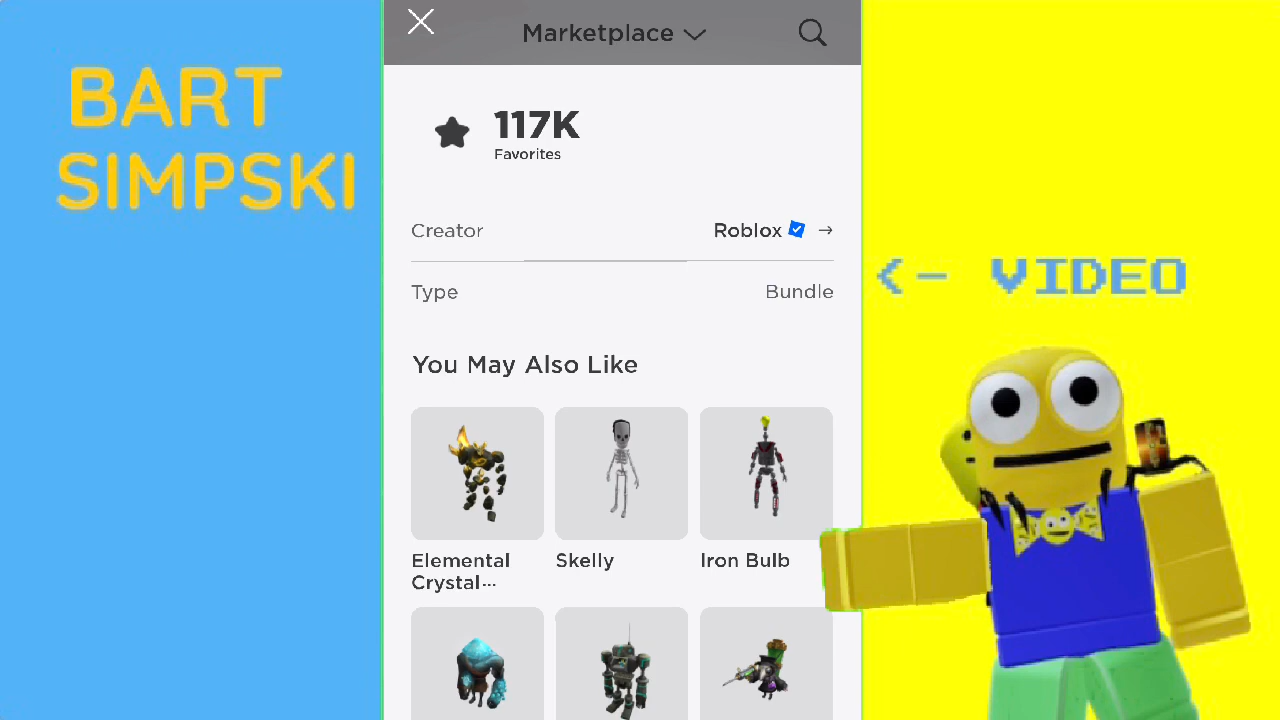 BART
SIMPSKI
Marketplace
117K
Favorites
Creator
Roblox
Type
Bundle
You May Also Like
Elemental
Crystal...
Skelly
Iron Bulb
<- VIDEO